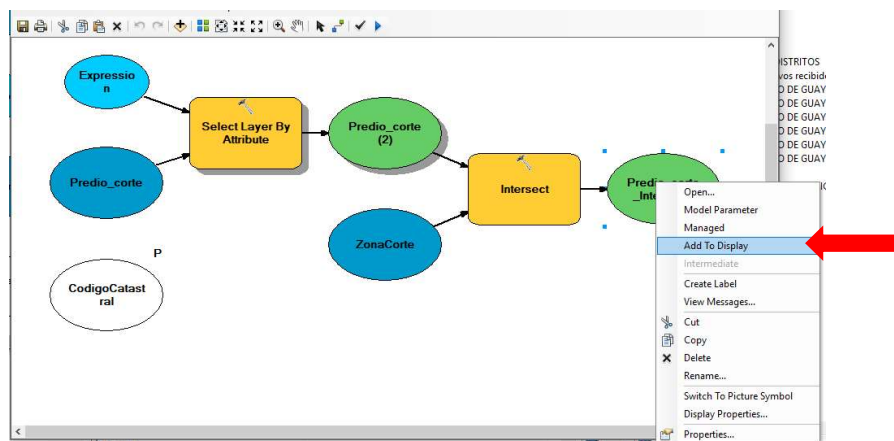 ISTRITOS
vos recibid
O DE GUAY
O DE GUAY
O DE GUAY
O DE GUAY
O DE GUAY
O DE GUAY
Expressio
n
Select Layer By
Attribute
Predio_corte
(2)
Predio_corte
Intersect
Predio_corte
_Inte
ZonaCorte
P
CodigoCatast
ral
Open...
Model Parameter
Managed
Add To Display
Intermediate
Create Label
View Messages...
Cut
Copy
Delete
Rename...
Switch To Picture Symbol
Display Properties...
Properties...